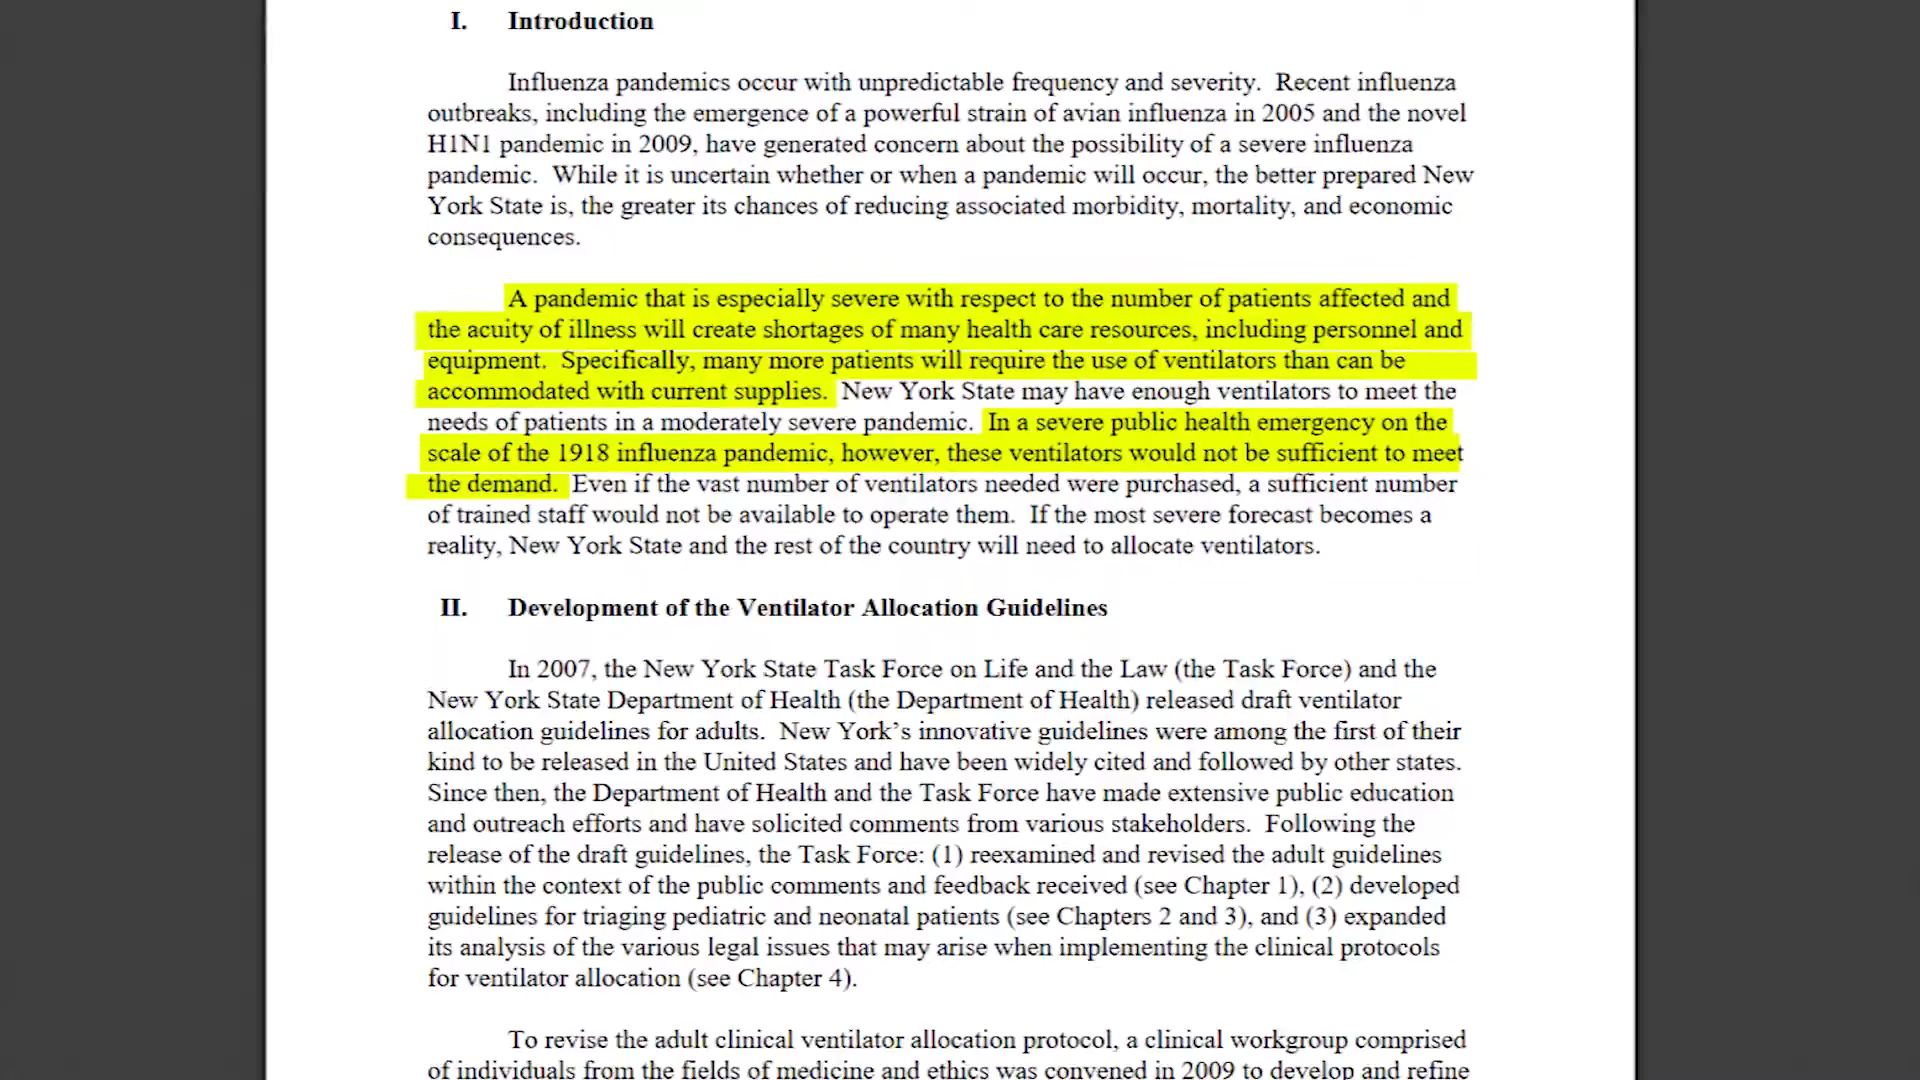 I. Introduction
Influenza pandemics occur with unpredictable frequency and severity. Recent influenza
outbreaks, including the emergence of a powerful strain of avian influenza in 2005 and the novel
H1N1 pandemic in 2009, have generated concern about the possibility of a severe influenza
pandemic. While it is uncertain whether or when a pandemic will occur, the better prepared New
York State is, the greater its chances of reducing associated morbidity, mortality, and economic
consequences.
A pandemic that is especially severe with respect to the number of patients affected and
the acuity of illness will create shortages of many health care resources, including personnel and
equipment. Specifically, many more patients will require the use of ventilators than can be
accommodated with current supplies. New York State may have enough ventilators to meet the
needs of patients in a moderately severe pandemic. In a severe public health emergency on the
scale of the 1918 influenza pandemic, however, these ventilators would not be sufficient to meet
the demand. Even if the vast number of ventilators needed were purchased, a sufficient number
of trained staff would not be available to operate them. If the most severe forecast becomes a
reality, New York State and the rest of the country will need to allocate ventilators.
II. Development of the Ventilator Allocation Guidelines
In 2007, the New York State Task Force on Life and the Law (the Task Force) and the
New York State Department of Health (the Department of Health) released draft ventilator
allocation guidelines for adults. New York’s innovative guidelines were among the first of their
kind to be released in the United States and have been widely cited and followed by other states.
Since then, the Department of Health and the Task Force have made extensive public education
and outreach efforts and have solicited comments from various stakeholders. Following the
release of the draft guidelines, the Task Force: (1) reexamined and revised the adult guidelines
within the context of the public comments and feedback received (see Chapter 1), (2) developed
guidelines for triaging pediatric and neonatal patients (see Chapters 2 and 3), and (3) expanded
its analysis of the various legal issues that may arise when implementing the clinical protocols
for ventilator allocation (see Chapter 4).
To revise the adult clinical ventilator allocation protocol, a clinical workgroup comprised
of individuals from the fields of medicine and ethics was convened in 2009 to develop and refine